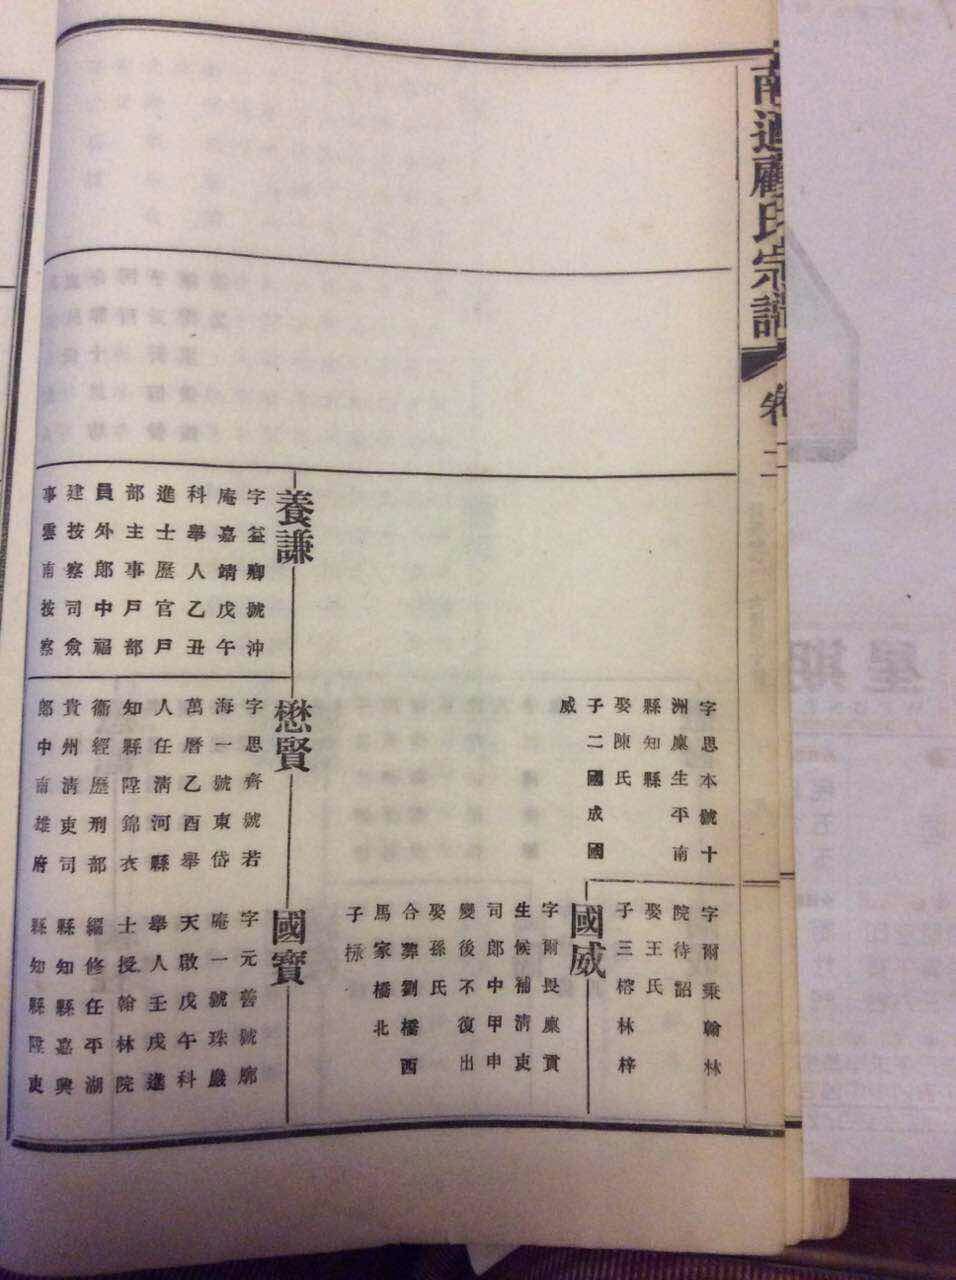 南通顧氏宗譜
卷二
養謙
字益卿號沖
庵嘉靖戊午
科舉人乙丑
進士歷官戶
部主事戶部
員外郎中福
建按察司僉
事雲南按察
字思本號十
洲廩生平南
縣知縣
娶陳氏
子二國成國
威
懋賢
字思齊號若
海一號東岱
萬曆乙酉舉
人任清河縣
知縣陞錦衣
衞經歷刑部
貴州清吏司
郎中南雄府
字爾乗翰林
院待詔
娶王氏
子三榕林梓
國威
字爾畏廩貢
生候補清吏
司郎中甲申
變後不復出
娶孫氏
合葬劉橋西
馬家橋北
子
國寶
字元善號廓
庵一號珠巖
天啟戊午科
舉人壬戌進
士授翰林院
編修任平湖
縣知縣嘉興
縣知縣陞吏
星期